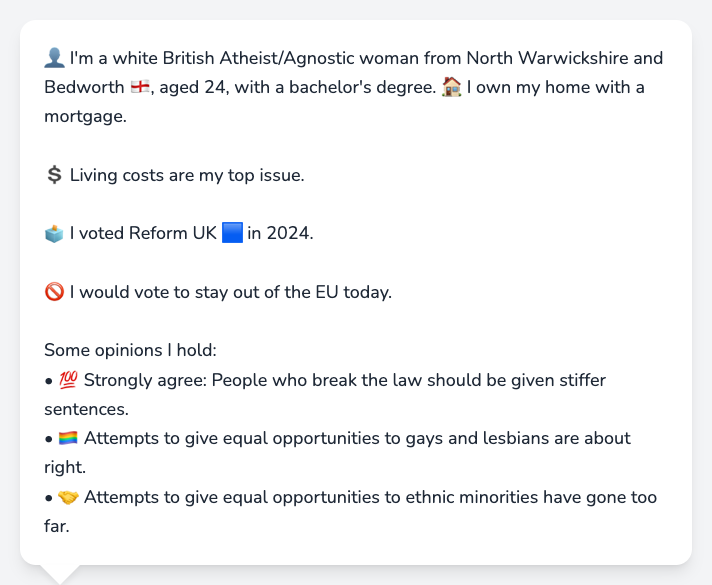 👤 I'm a white British Atheist/Agnostic woman from North Warwickshire and
Bedworth 🏴󠁧󠁢󠁥󠁮󠁧󠁿, aged 24, with a bachelor's degree. 🏠 I own my home with a
mortgage.
💲 Living costs are my top issue.
🗳️ I voted Reform UK 🟦 in 2024.
🚫 I would vote to stay out of the EU today.
Some opinions I hold:
• 💯 Strongly agree: People who break the law should be given stiffer
sentences.
• 🏳️‍🌈 Attempts to give equal opportunities to gays and lesbians are about
right.
• 🤝 Attempts to give equal opportunities to ethnic minorities have gone too
far.